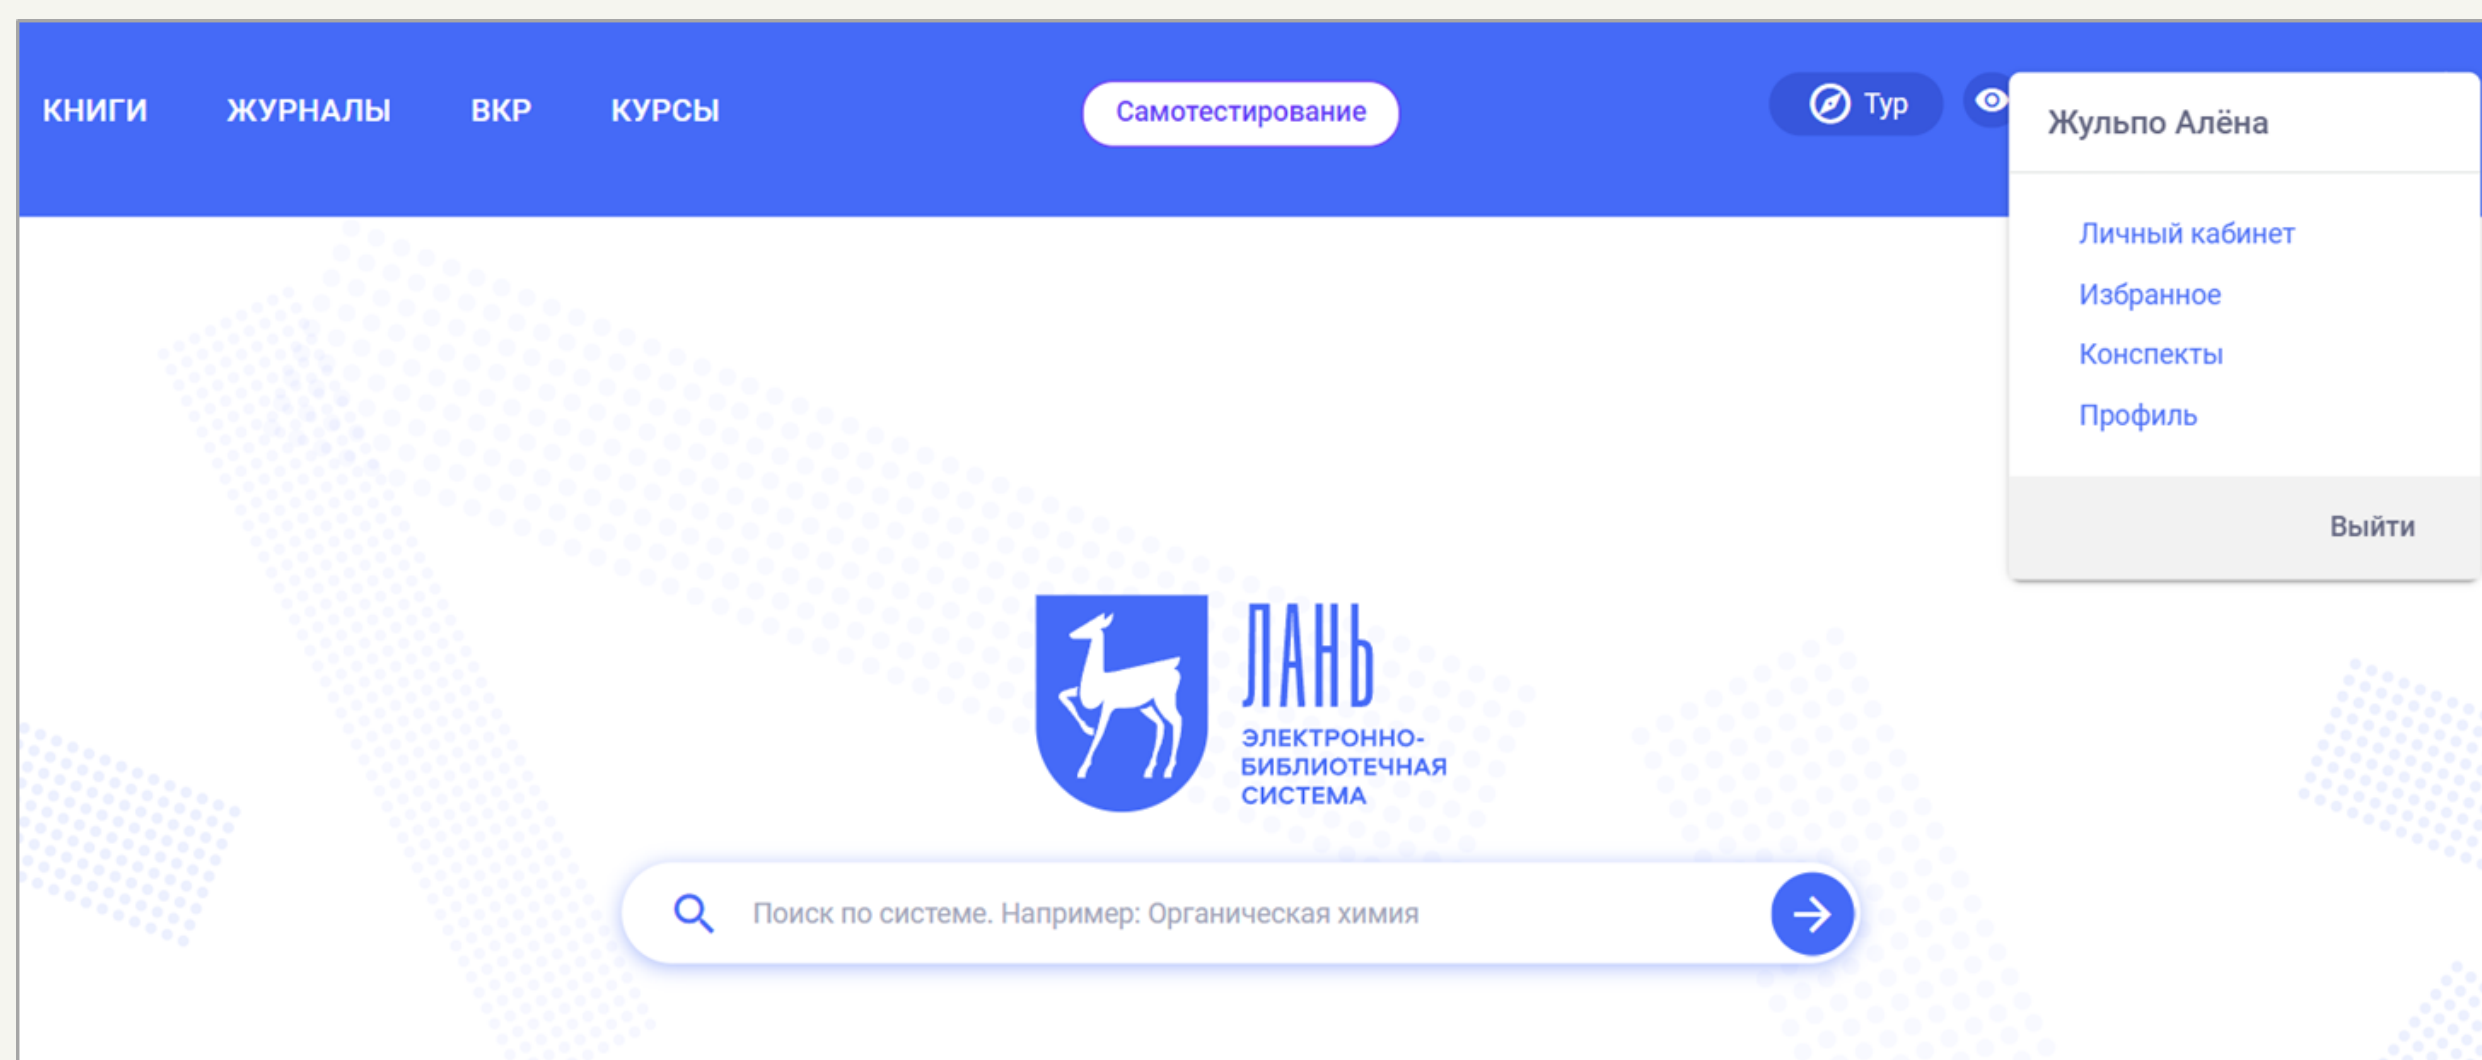 КНИГИ
ЖУРНАЛЫ
ВКР
КУРСЫ
Самотестирование
Тур
Жульпо Алёна
Личный кабинет
Избранное
Конспекты
Профиль
Выйти
ЛАНЬ
ЭЛЕКТРОННО-
БИБЛИОТЕЧНАЯ
СИСТЕМА
Поиск по системе. Например: Органическая химия